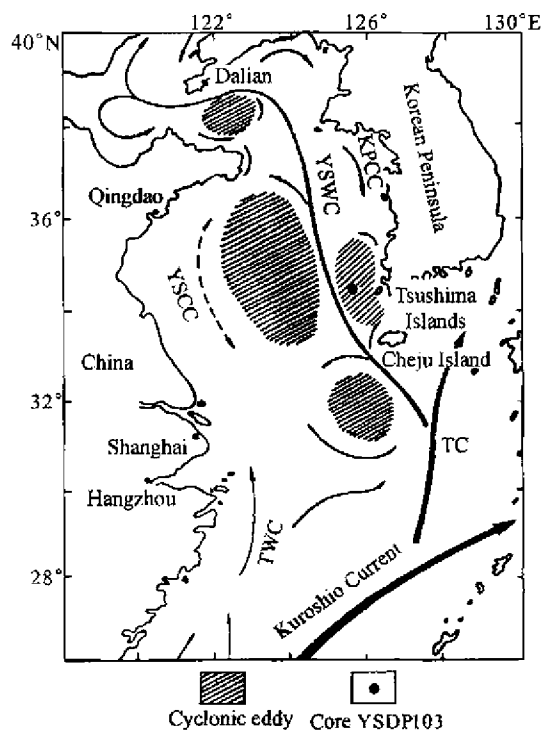 122° 126° 130°E
40°N
Dalian
Korean Peninsula
KPCC
YSWC
Qingdao
36°
YSCC
Tsushima
Islands
Cheju Island
China
32°
Shanghai
TC
Hangzhou
TWC
28°
Kuroshio Current
Cyclonic eddy Core YSDP103